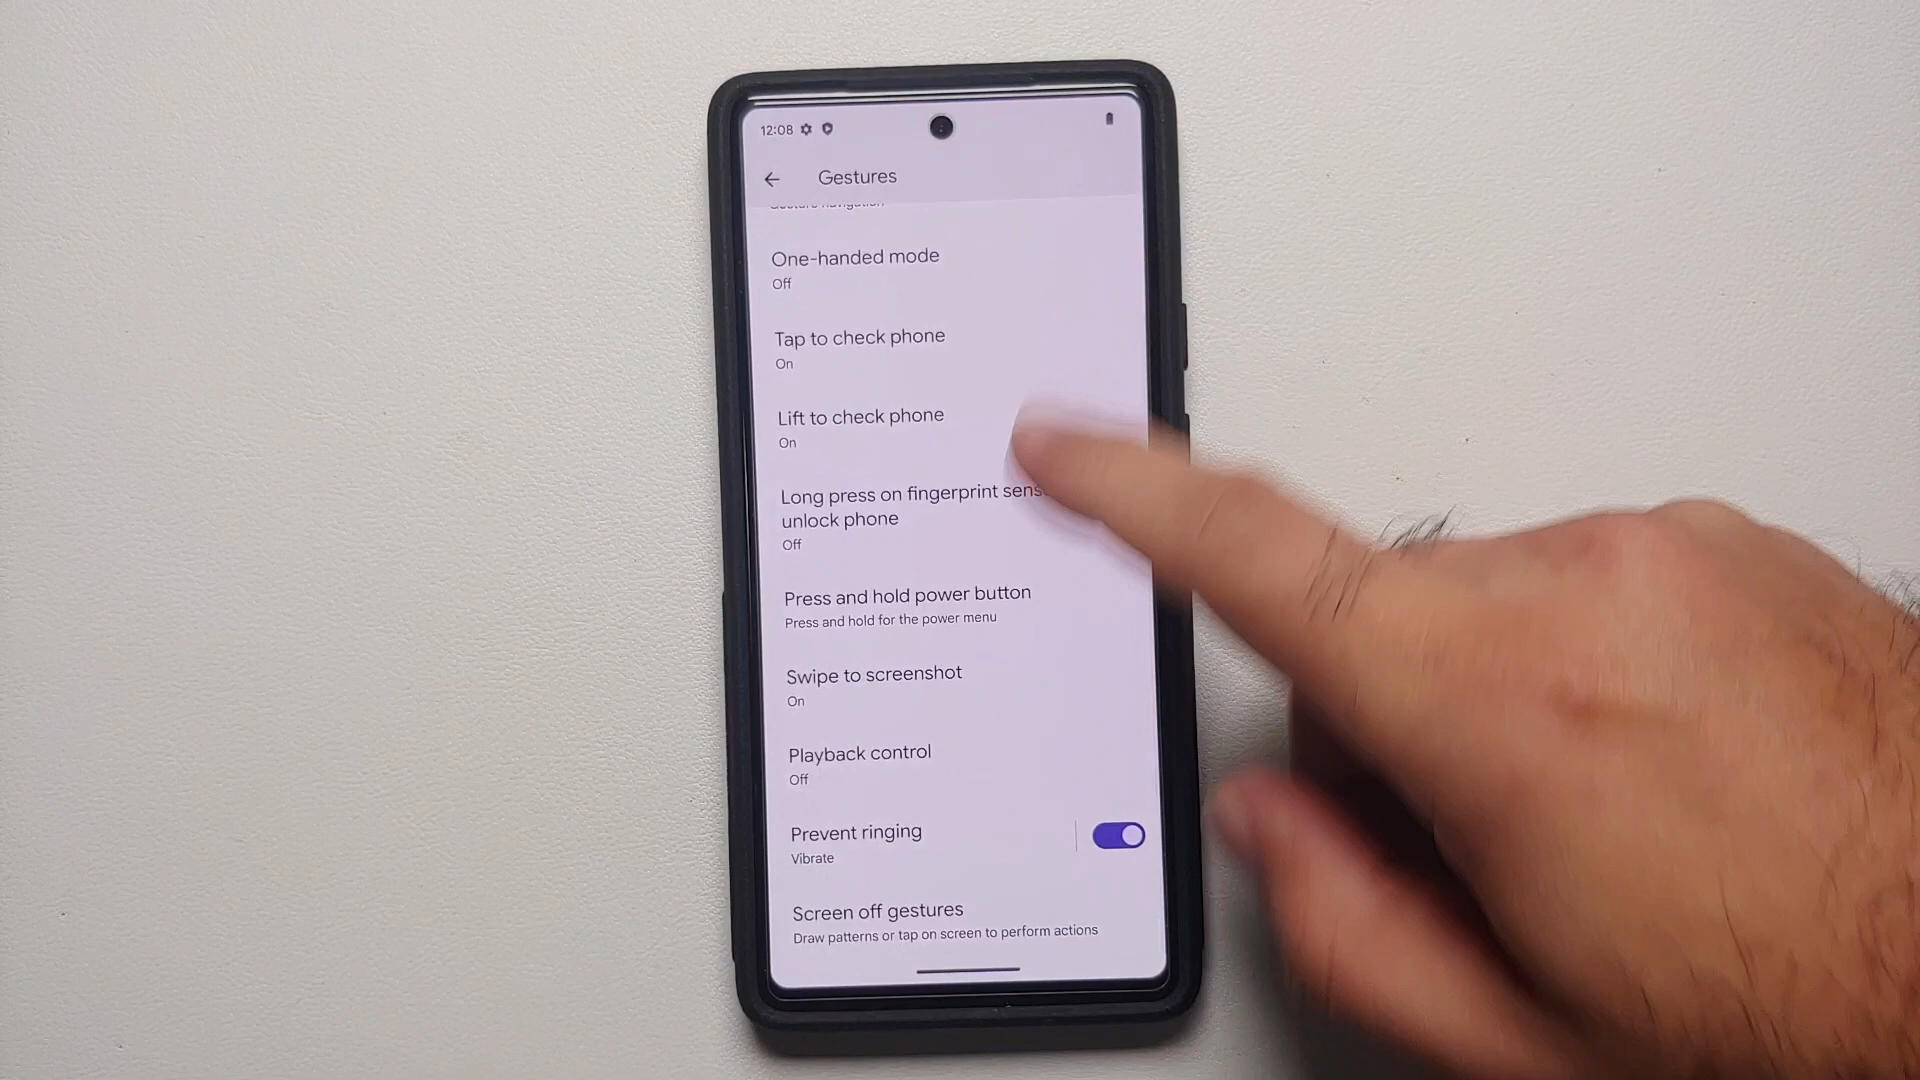 12:08
Gestures
Gesture navigation
One-handed mode
Off
Tap to check phone
On
Lift to check phone
On
Long press on fingerprint
unlock phone
Off
Press and hold power button
Press and hold for the power menu
Swipe to screenshot
On
Playback control
Off
Prevent ringing
Vibrate
Screen off gestures
Draw patterns or tap on screen to perform actions